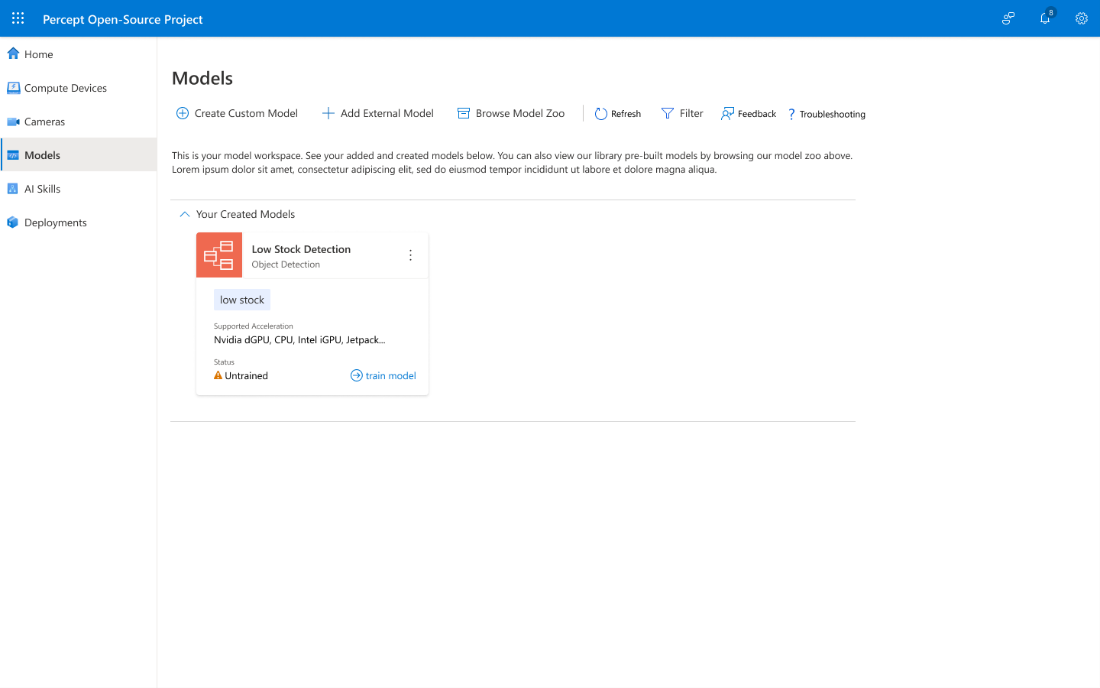 Percept Open-Source Project
8
Home
Compute Devices
Cameras
Models
AI Skills
Deployments
Models
Create Custom Model
Add External Model
Browse Model Zoo
Refresh
Filter
Feedback
? Troubleshooting
This is your model workspace. See your added and created models below. You can also view our library pre-built models by browsing our model zoo above.
Lorem ipsum dolor sit amet, consectetur adipiscing elit, sed do eiusmod tempor incididunt ut labore et dolore magna aliqua.
Your Created Models
Low Stock Detection
Object Detection
low stock
Supported Acceleration
Nvidia dGPU, CPU, Intel iGPU, Jetpack...
Status
Untrained
train model